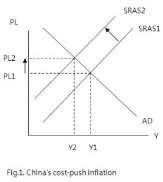 PL
SRAS2
SRAS1
PL2
PL1
AD
Y2 Y1
Y
Fig.1. China's cost-push inflation